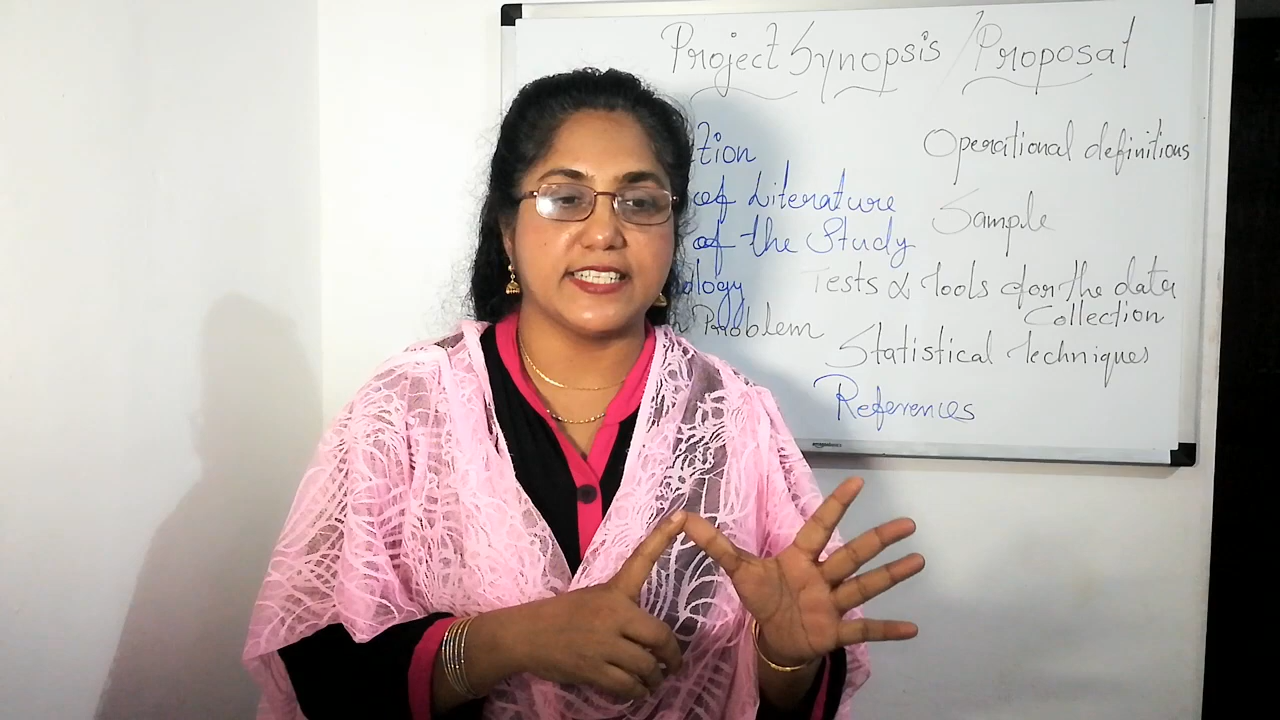 Project Synopsis / Proposal
tion
of Literature
of the Study
ology
Problem
Operational definitions
Sample
Tests & Tools for the data
Collection
Statistical Techniques
References